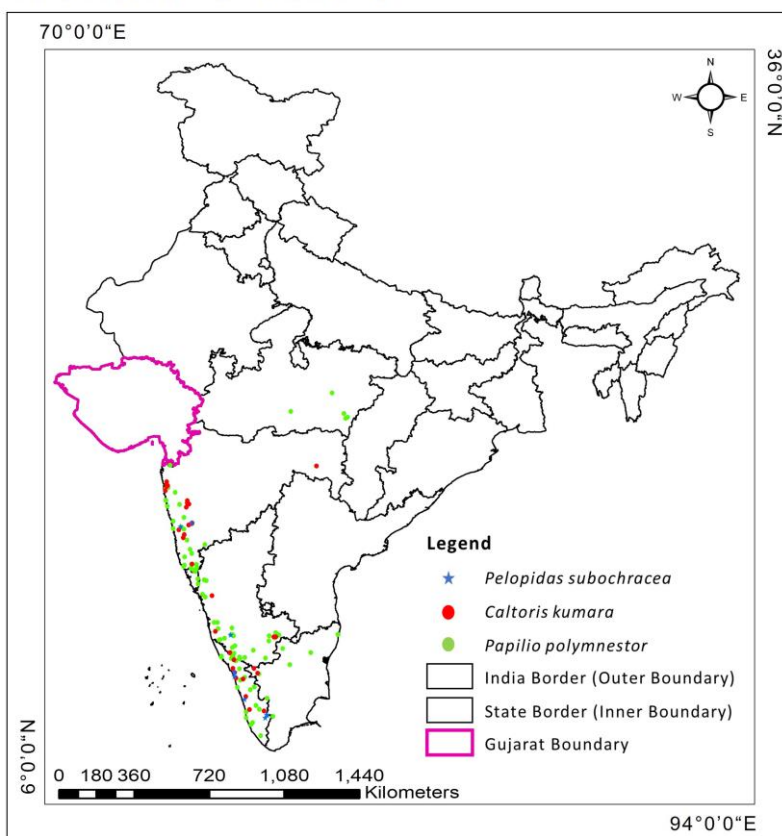 70°0'0“E
36°0'0“N
N
W E
S
Legend
Pelopidas subochracea
Caltoris kumara
Papilio polymnestor
India Border (Outer Boundary)
State Border (Inner Boundary)
Gujarat Boundary
6°0'0“N
0 180 360 720 1,080 1,440
Kilometers
94°0'0“E